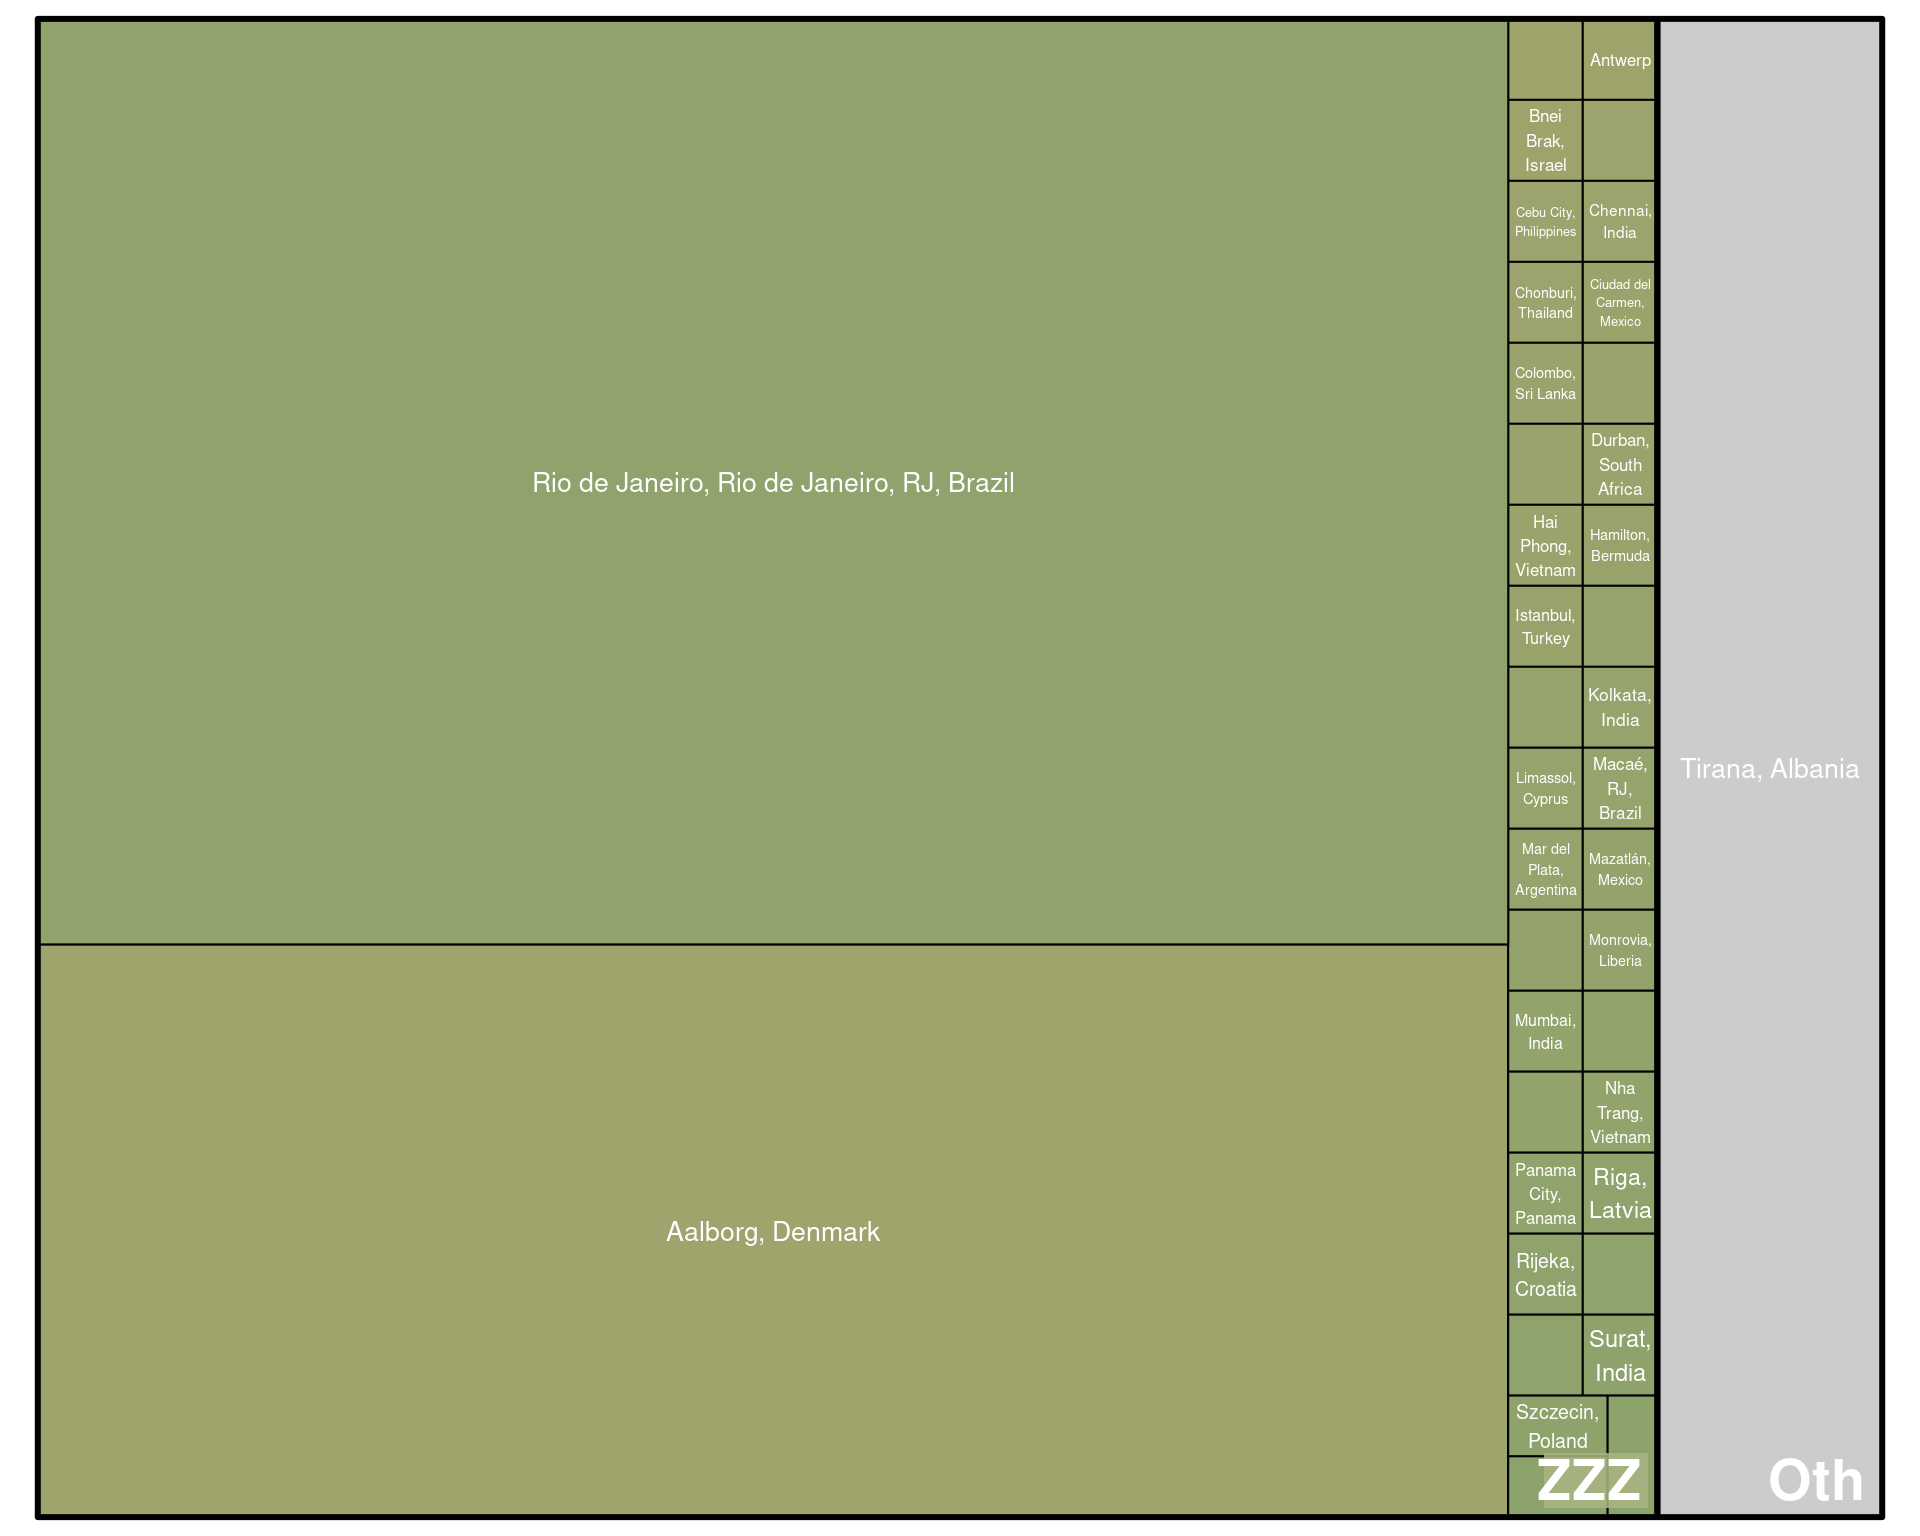 Rio de Janeiro, Rio de Janeiro, RJ, Brazil
Aalborg, Denmark
Antwerp
Bnei
Brak,
Israel
Cebu City,
Philippines
Chennai,
India
Chonburi,
Thailand
Ciudad del
Carmen,
Mexico
Colombo,
Sri Lanka
Durban,
South
Africa
Hai
Phong,
Vietnam
Hamilton,
Bermuda
Istanbul,
Turkey
Kolkata,
India
Limassol,
Cyprus
Macaé,
RJ,
Brazil
Mar del
Plata,
Argentina
Mazatlán,
Mexico
Monrovia,
Liberia
Mumbai,
India
Nha
Trang,
Vietnam
Panama
City,
Panama
Riga,
Latvia
Rijeka,
Croatia
Surat,
India
Szczecin,
Poland
ZZZ
Tirana, Albania
Oth